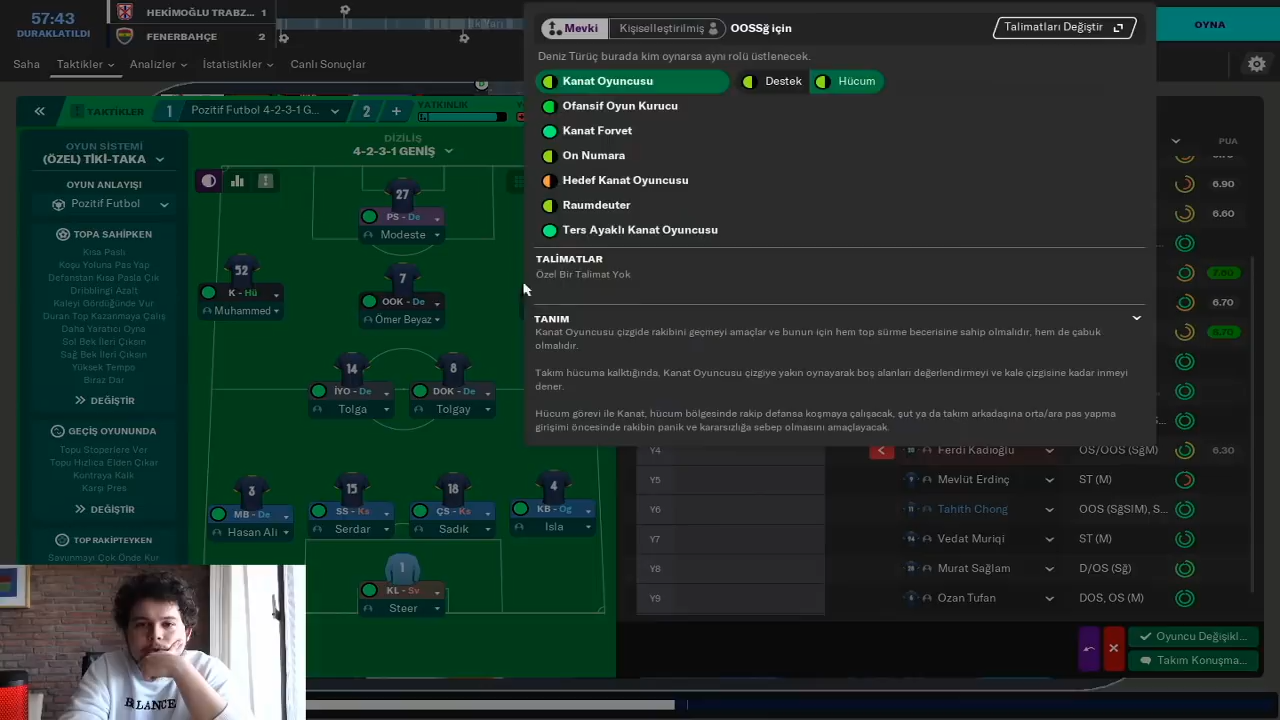 57:43
DURAKLATILDI
HEKİMOĞLU TRABZ... 1
FENERBAHÇE 2
OYNA
Saha Taktikler Analizler İstatistikler Canlı Sonuçlar
Mevki Kişiselleştirilmiş OOSSğ için
Talimatları Değiştir
Deniz Türüç burada kim oynarsa aynı rolü üstlenecek.
Kanat Oyuncusu Destek Hücum
Ofansif Oyun Kurucu
Kanat Forvet
On Numara
Hedef Kanat Oyuncusu
Raumdeuter
Ters Ayaklı Kanat Oyuncusu
TALİMATLAR
Özel Bir Talimat Yok
TANIM
Kanat Oyuncusu çizgide rakibini geçmeyi amaçlar ve bunun için hem top sürme becerisine sahip olmalıdır, hem de çabuk
olmalıdır.
Takım hücuma kalktığında, Kanat Oyuncusu çizgiye yakın oynayarak boş alanları değerlendirmeyi ve kale çizgisine kadar inmeyi
dener.
Hücum görevi ile Kanat, hücum bölgesinde rakip defansa koşmaya çalışacak, şut ya da takım arkadaşına orta/ara pas yapma
girişimi öncesinde rakibin panik ve kararsızlığa sebep olmasını amaçlayacak.
TAKTİKLER
1 Pozitif Futbol 4-2-3-1 G... 2 +
YATKINLIK
OYUN SİSTEMİ
(ÖZEL) TİKİ-TAKA
OYUN ANLAYIŞI
Pozitif Futbol
TOPA SAHİPKEN
Kısa Paslı
Koşu Yoluna Pas Yap
Defanstan Kısa Pasla Çık
Dribblingi Azalt
Kaleyi Gördüğünde Vur
Duran Top Kazanmaya Çalış
Daha Yaratıcı Oyna
Sol Bek İleri Çıksın
Sağ Bek İleri Çıksın
Yüksek Tempo
Biraz Dar
DEĞİŞTİR
GEÇİŞ OYUNUNDA
Topu Stoperlere Ver
Topu Hızlıca Elden Çıkar
Kontraya Kalk
Karşı Pres
DEĞİŞTİR
TOP RAKİPTEYKEN
Savunmayı Çok Önde Kur
DİZİLİŞ
4-2-3-1 GENİŞ
27
PS - De
Modeste
52
K - Hü
Muhammed
7
OOK - De
Ömer Beyaz
14
İYO - De
Tolga
8
DOK - De
Tolgay
3
MB - De
Hasan Ali
15
SS - Ks
Serdar
18
ÇS - Ks
Sadık
4
KB - Og
Isla
1
KL - Sv
Steer
PUA
6.90
6.60
6.70
Y4 Ferdi Kadıoğlu OS/OOS (SğM) 6.30
Y5 Mevlüt Erdinç ST (M)
Y6 Tahith Chong OOS (SğSlM), S...
Y7 Vedat Muriqi ST (M)
Y8 Murat Sağlam D/OS (Sğ)
Y9 Ozan Tufan DOS, OS (M)
Oyuncu Değişikl...
Takım Konuşma...
BALANCE